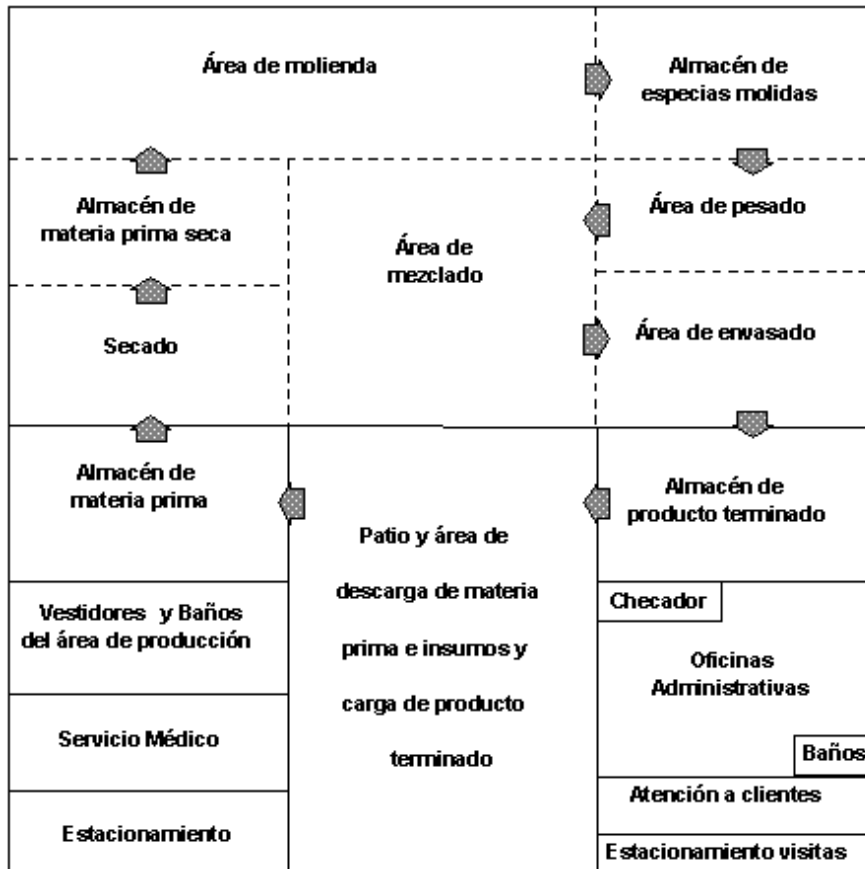 Área de molienda
Almacén de
especias molidas
Almacén de
materia prima seca
Área de
mezclado
Área de pesado
Secado
Área de envasado
Almacén de
materia prima
Patio y área de
descarga de materia
prima e insumos y
carga de producto
terminado
Almacén de
producto terminado
Vestidores y Baños
del área de producción
Checador
Oficinas
Administrativas
Servicio Médico
Baños
Atención a clientes
Estacionamiento
Estacionamiento visitas